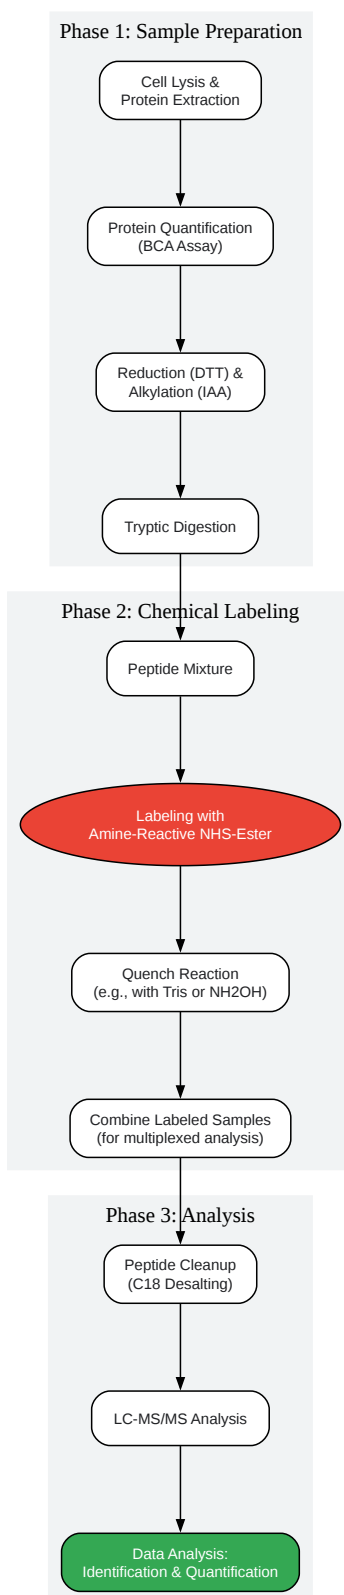 Phase 1: Sample Preparation
Cell Lysis &
Protein Extraction
Protein Quantification
(BCA Assay)
Reduction (DTT) &
Alkylation (IAA)
Tryptic Digestion
Phase 2: Chemical Labeling
Peptide Mixture
Labeling with
Amine-Reactive NHS-Ester
Quench Reaction
(e.g., with Tris or NH2OH)
Combine Labeled Samples
(for multiplexed analysis)
Phase 3: Analysis
Peptide Cleanup
(C18 Desalting)
LC-MS/MS Analysis
Data Analysis:
Identification & Quantification